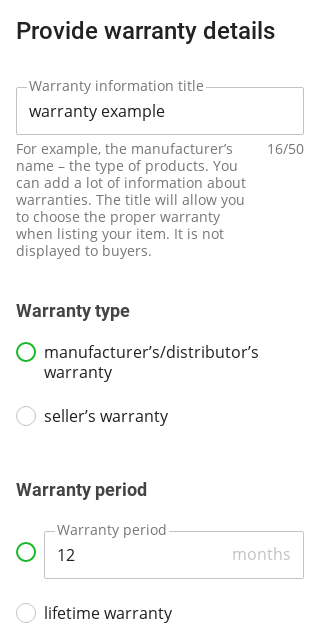 Provide warranty details
Warranty information title
warranty example
For example, the manufacturer's 16/50
name – the type of products. You
can add a lot of information about
warranties. The title will allow you
to choose the proper warranty
when listing your item. It is not
displayed to buyers.
Warranty type
manufacturer's/distributor's
warranty
seller's warranty
Warranty period
Warranty period
12 months
lifetime warranty